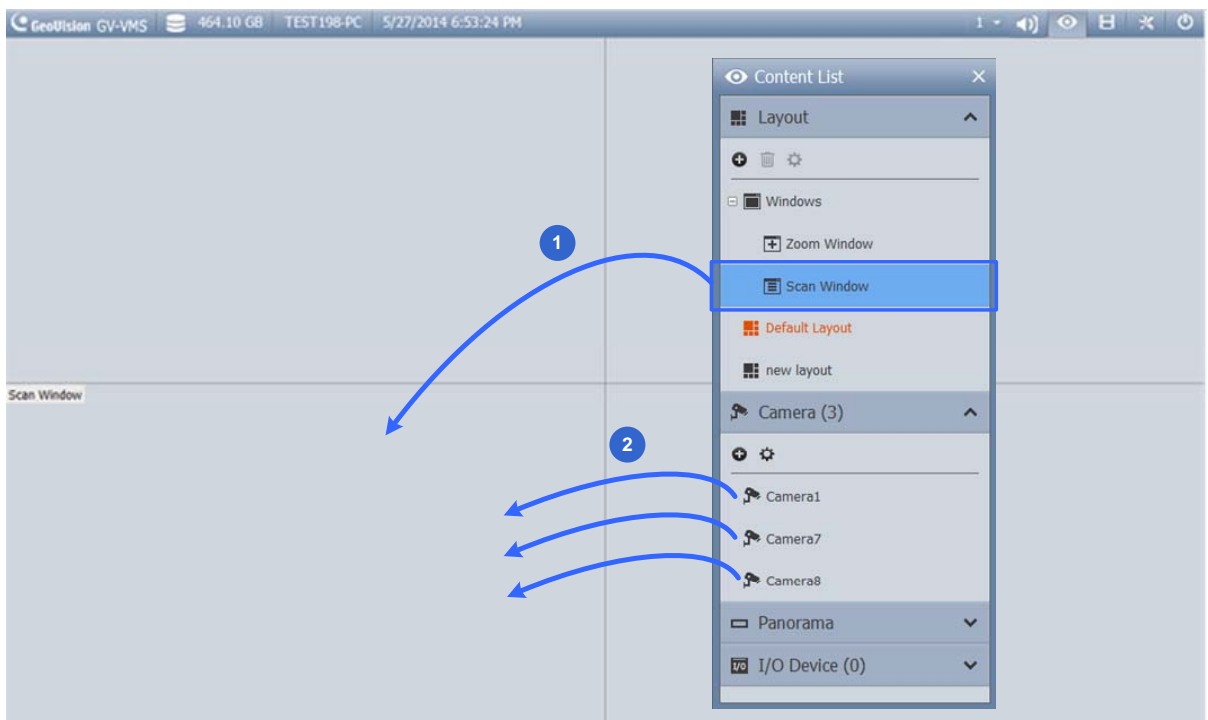 GeoVision GV-VMS 464.10 GB TEST198-PC 5/27/2014 6:53:24 PM 1
Content List
Layout
Windows
Zoom Window
1
Scan Window
Default Layout
new layout
Scan Window
Camera (3)
2
Camera1
Camera7
Camera8
Panorama
I/O I/O Device (0)